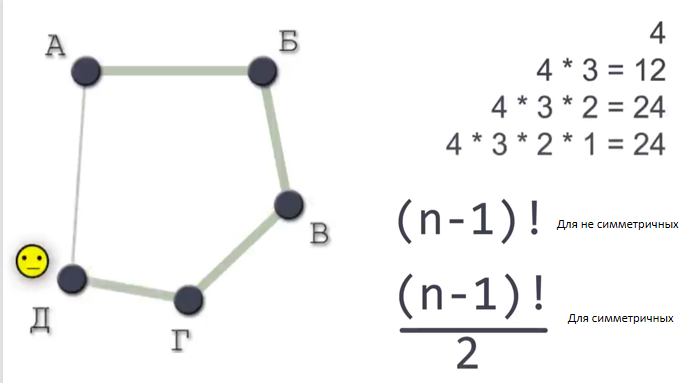 А
Б
В
Г
Д
4
4 * 3 = 12
4 * 3 * 2 = 24
4 * 3 * 2 * 1 = 24
(n-1)! Для не симметричных
(n-1)!
2
Для симметричных